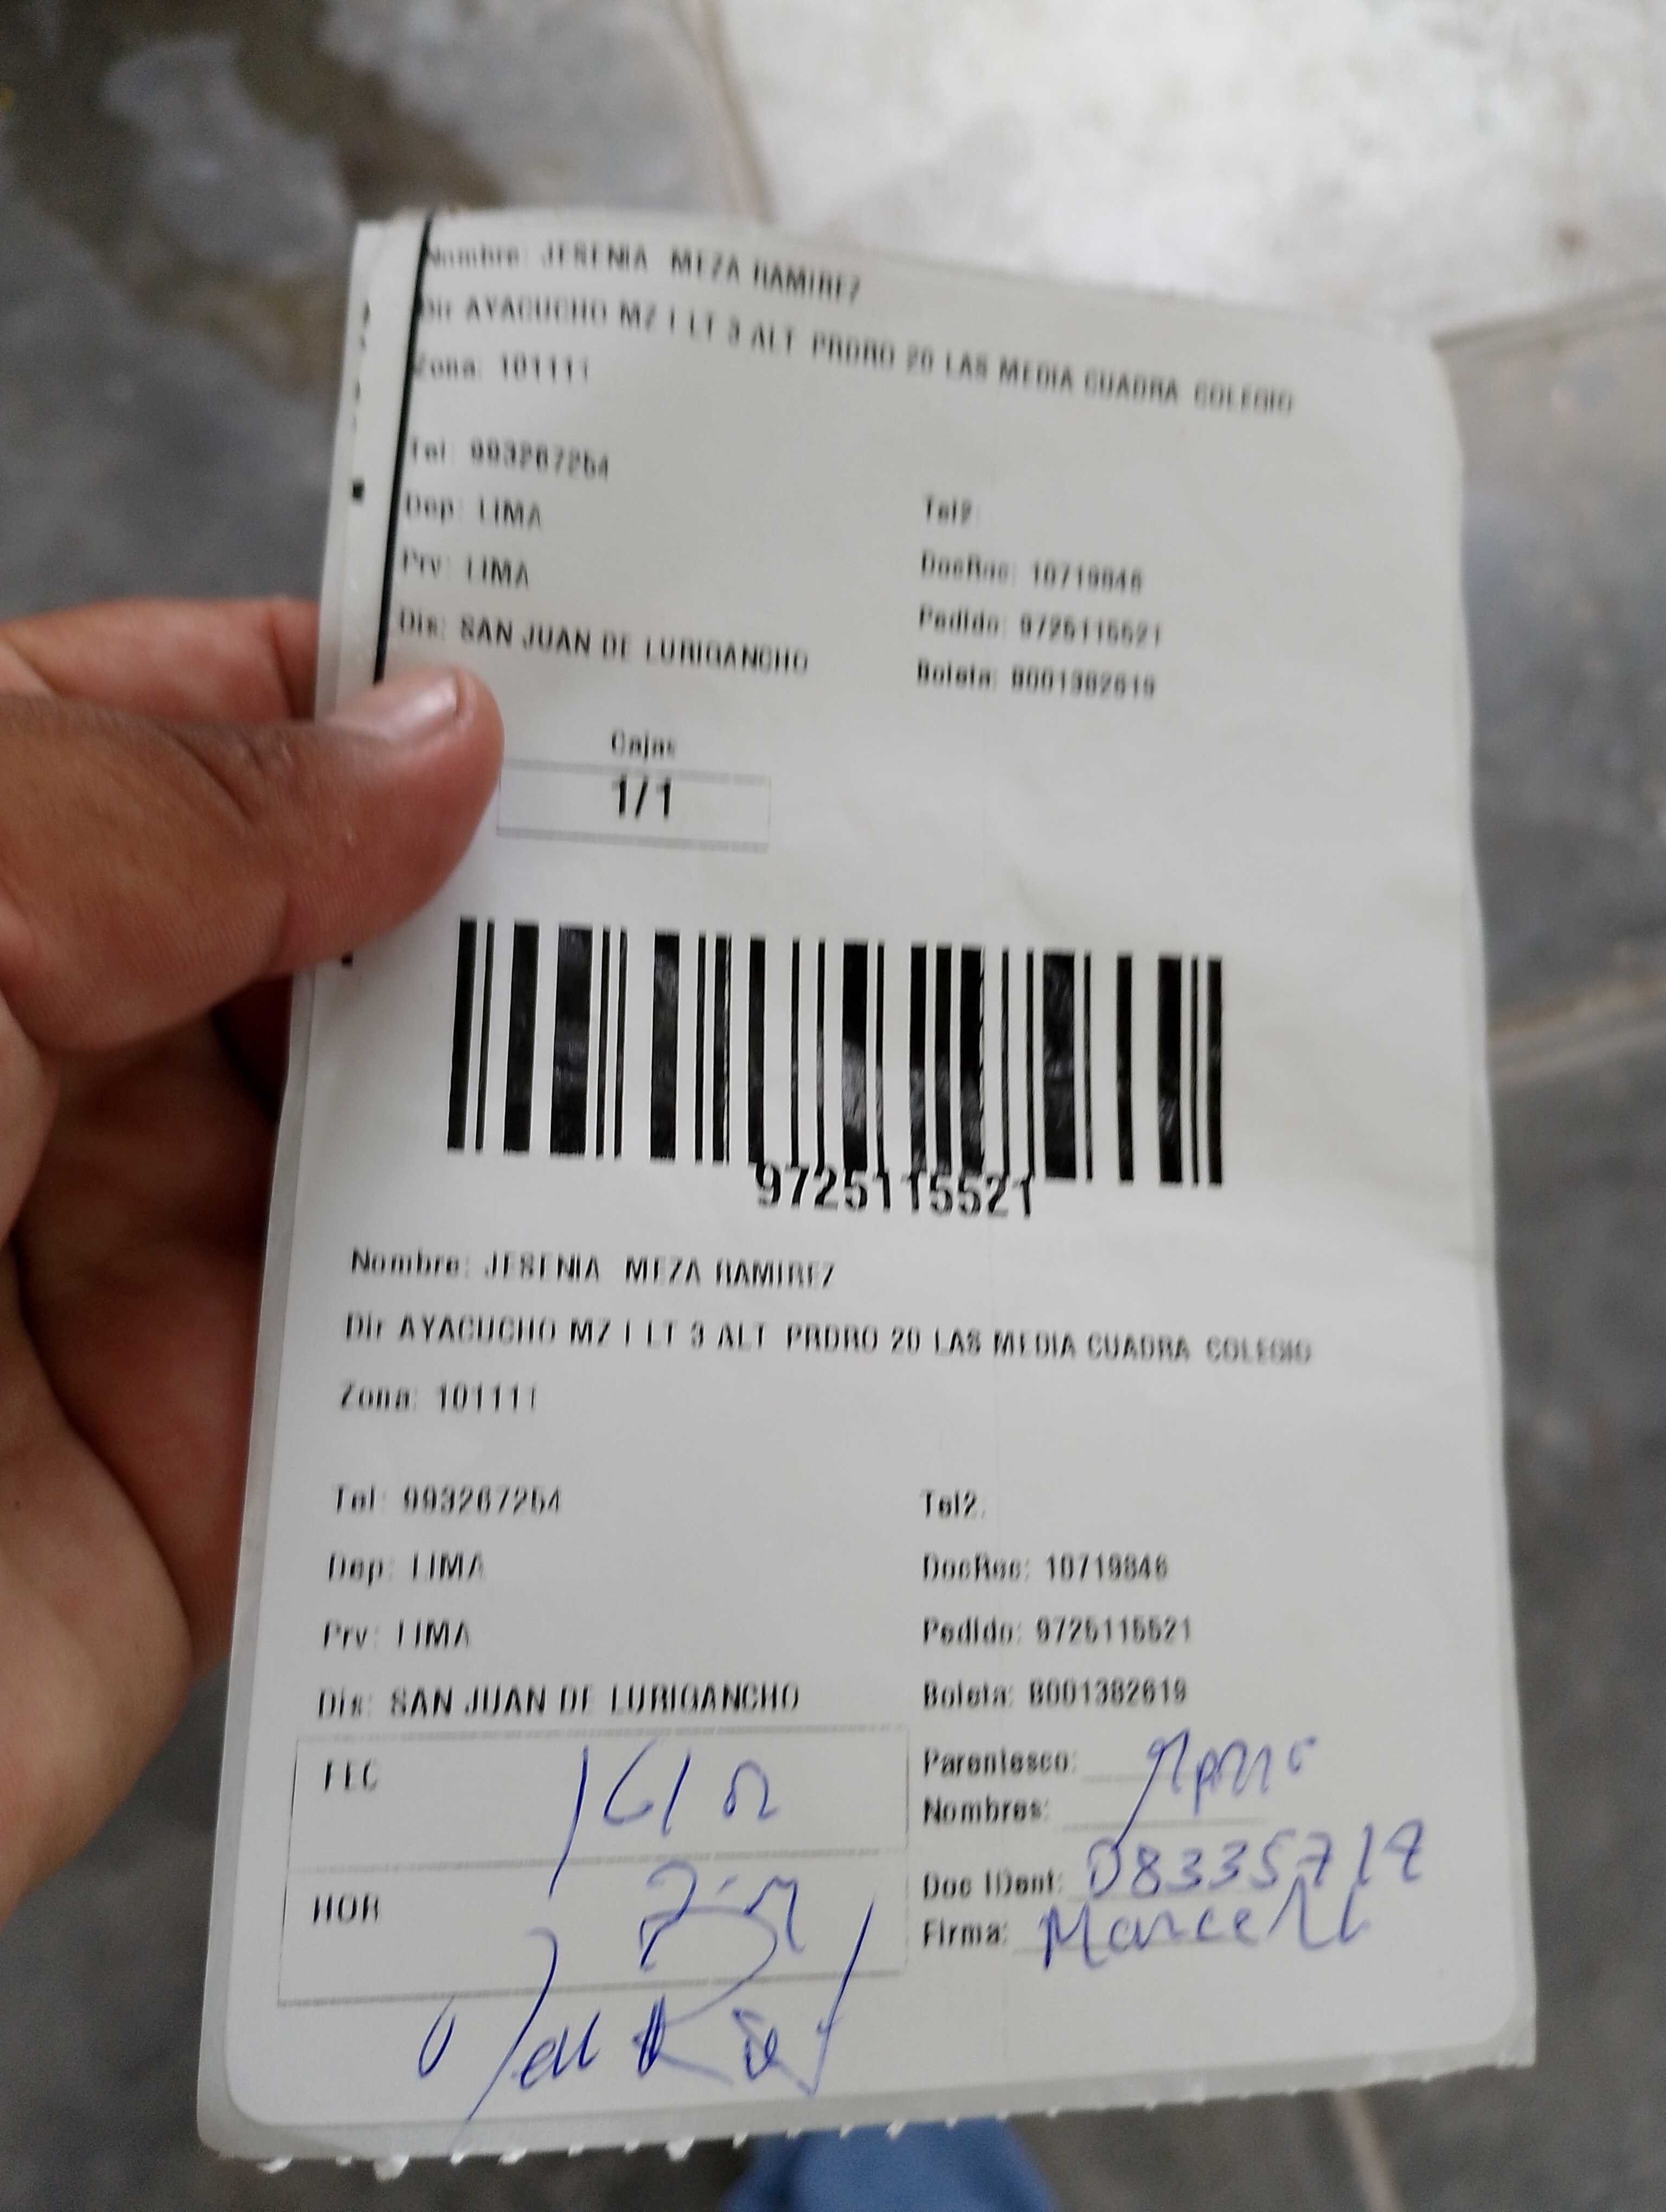 Nombre: JESENIA MEZA RAMIREZ
Dir AYACUCHO MZ I LT 3 ALT PRDRO 20 LAS MEDIA CUADRA COLEGIO
Zona: 101111
Tel: 993267254
Dep: LIMA
Tel2:
Prv: LIMA
DocRec: 10719846
Dis: SAN JUAN DE LURIGANCHO
Pedido: 9725115521
Boleta: B001382619
Cajas
1/1
9725115521
Nombre: JESENIA MEZA RAMIREZ
Dir AYACUCHO MZ I LT 3 ALT PRDRO 20 LAS MEDIA CUADRA COLEGIO
Zona: 101111
Tel: 993267254
Tel2:
Dep: LIMA
DocRec: 10719846
Prv: LIMA
Pedido: 9725115521
Dis: SAN JUAN DE LURIGANCHO
Boleta: B001382619
FEC
Parentesco:
Nombres:
HOR
Doc IDent: 08335719
Firma: